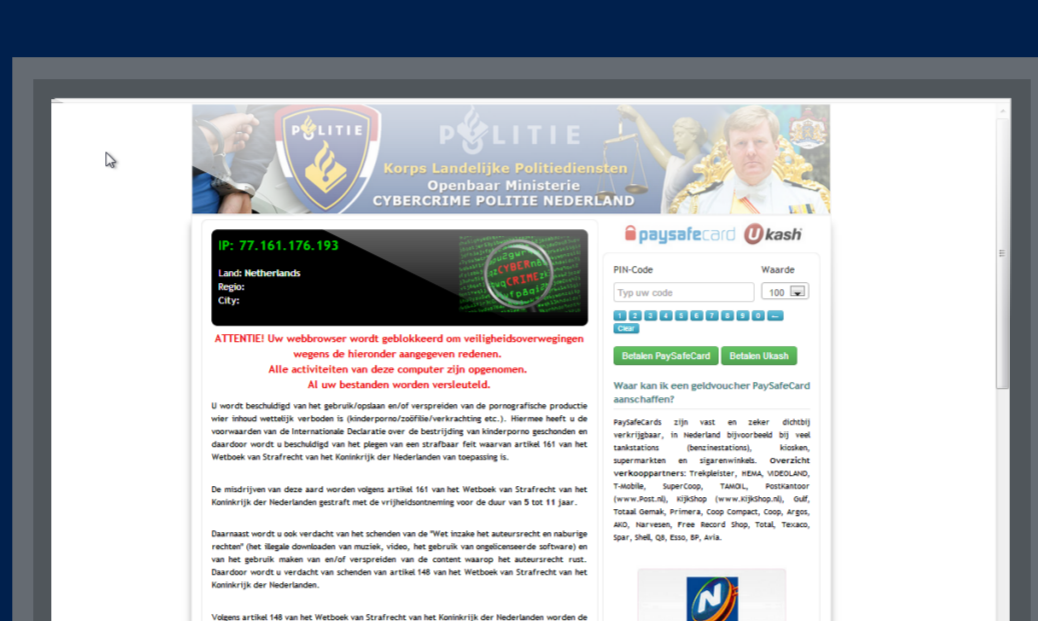 POLITIE
POLITIE
Korps Landelijke Politiediensten
Openbaar Ministerie
CYBERCRIME POLITIE NEDERLAND
IP: 77.161.176.193
Land: Netherlands
Regio:
City:
CYBER
CRIME
ATTENTIE! Uw webbrowser wordt geblokkeerd om veiligheidsoverwegingen
wegens de hieronder aangegeven redenen.
Alle activiteiten van deze computer zijn opgenomen.
Al uw bestanden worden versleuteld.
U wordt beschuldigd van het gebruik/opslaan en/of verspreiden van de pornografische productie
wier inhoud wettelijk verboden is (kinderporno/zoöfilie/verkrachting etc.). Hiermee heeft u de
voorwaarden van de Internationale Declaratie over de bestrijding van kinderporno geschonden en
daardoor wordt u beschuldigd van het plegen van een strafbaar feit waarvan artikel 161 van het
Wetboek van Strafrecht van het Koninkrijk der Nederlanden van toepassing is.
De misdrijven van deze aard worden volgens artikel 161 van het Wetboek van Strafrecht van het
Koninkrijk der Nederlanden gestraft met de vrijheidsontneming voor de duur van 5 tot 11 jaar.
Daarnaast wordt u ook verdacht van het schenden van de "Wet inzake het auteursrecht en naburige
rechten" (het illegale downloaden van muziek, video, het gebruik van ongelicenseerde software) en
van het gebruik maken van en/of verspreiden van de content waarop het auteursrecht rust.
Daardoor wordt u verdacht van schenden van artikel 148 van het Wetboek van Strafrecht van het
Koninkrijk der Nederlanden.
Volgens artikel 148 van het Wetboek van Strafrecht van het Koninkrijk der Nederlanden worden de
paysafecard Ukash
PIN-Code Waarde
Typ uw code 100
1 2 3 4 5 6 7 8 9 0
Clear
Betalen PaySafeCard Betalen Ukash
Waar kan ik een geldvoucher PaySafeCard
aanschaffen?
PaySafeCards zijn vast en zeker dichtbij
verkrijgbaar, in Nederland bijvoorbeeld bij veel
tankstations (benzinestations), kiosken,
supermarkten en sigarenwinkels. Overzicht
verkooppartners: Trekpleister, HEMA, VIDEOLAND,
T-Mobile, SuperCoop, TAMOIL, PostKantoor
(www.Post.nl), KijkShop (www.KijkShop.nl), Gulf,
Totaal Gemak, Primera, Coop Compact, Coop, Argos,
AKO, Narvesen, Free Record Shop, Total, Texaco,
Spar, Shell, Q8, Esso, BP, Avia.
N